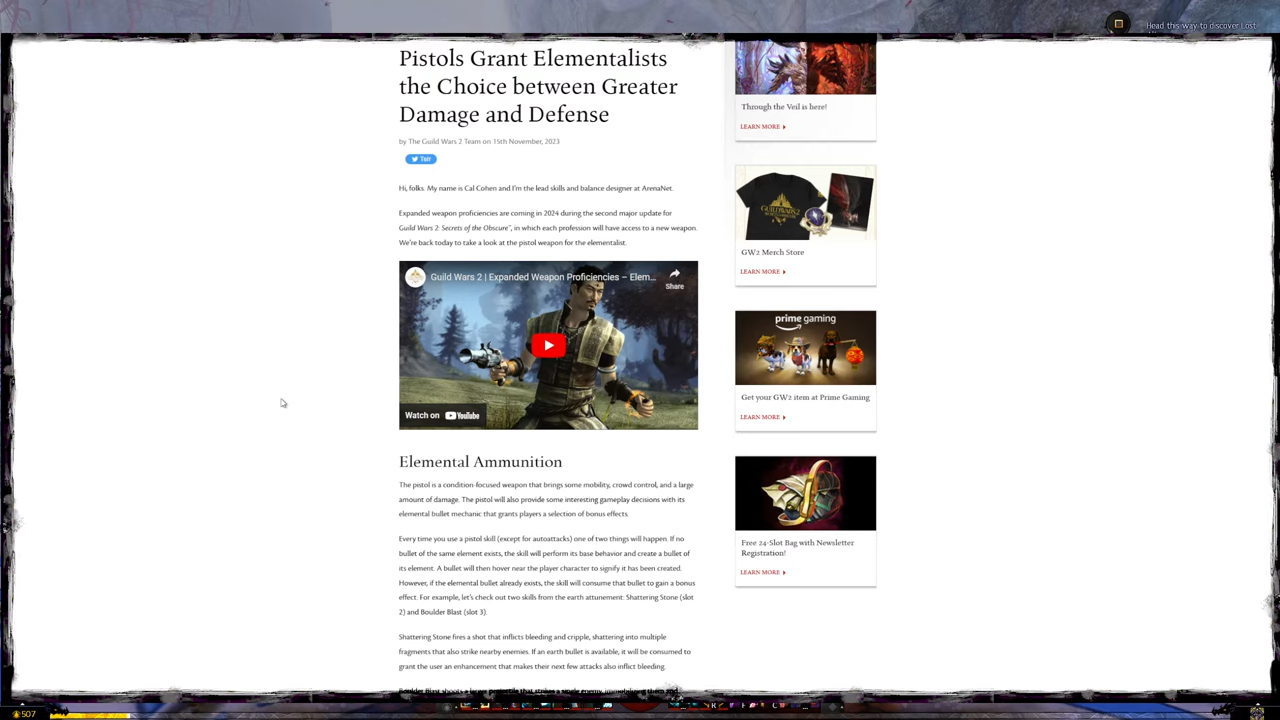 Head this way to discover Lost
Pistols Grant Elementalists
the Choice between Greater
Damage and Defense
by The Guild Wars 2 Team on 15th November, 2023
Hi, folks. My name is Cal Cohen and I'm the lead skills and balance designer at ArenaNet.
Expanded weapon proficiencies are coming in 2024 during the second major update for
Guild Wars 2: Secrets of the Obscure™, in which each profession will have access to a new weapon.
We're back today to take a look at the pistol weapon for the elementalist.
Guild Wars 2 | Expanded Weapon Proficiencies – Elem...
Share
Watch on YouTube
Elemental Ammunition
The pistol is a condition-focused weapon that brings some mobility, crowd control, and a large
amount of damage. The pistol will also provide some interesting gameplay decisions with its
elemental bullet mechanic that grants players a selection of bonus effects.
Every time you use a pistol skill (except for autoattacks) one of two things will happen. If no
bullet of the same element exists, the skill will perform its base behavior and create a bullet of
its element. A bullet will then hover near the player character to signify it has been created.
However, if the elemental bullet already exists, the skill will consume that bullet to gain a bonus
effect. For example, let's check out two skills from the earth attunement: Shattering Stone (slot
2) and Boulder Blast (slot 3).
Shattering Stone fires a shot that inflicts bleeding and cripple, shattering into multiple
fragments that also strike nearby enemies. If an earth bullet is available, it will be consumed to
grant the user an enhancement that makes their next few attacks also inflict bleeding.
Boulder Blast shoots a large projectile that strikes a single enemy, immobilizing them and
Through the Veil is here!
LEARN MORE
GUILD WARS 2
GW2 Merch Store
LEARN MORE
prime gaming
Get your GW2 item at Prime Gaming
LEARN MORE
Free 24-Slot Bag with Newsletter
Registration!
LEARN MORE
507